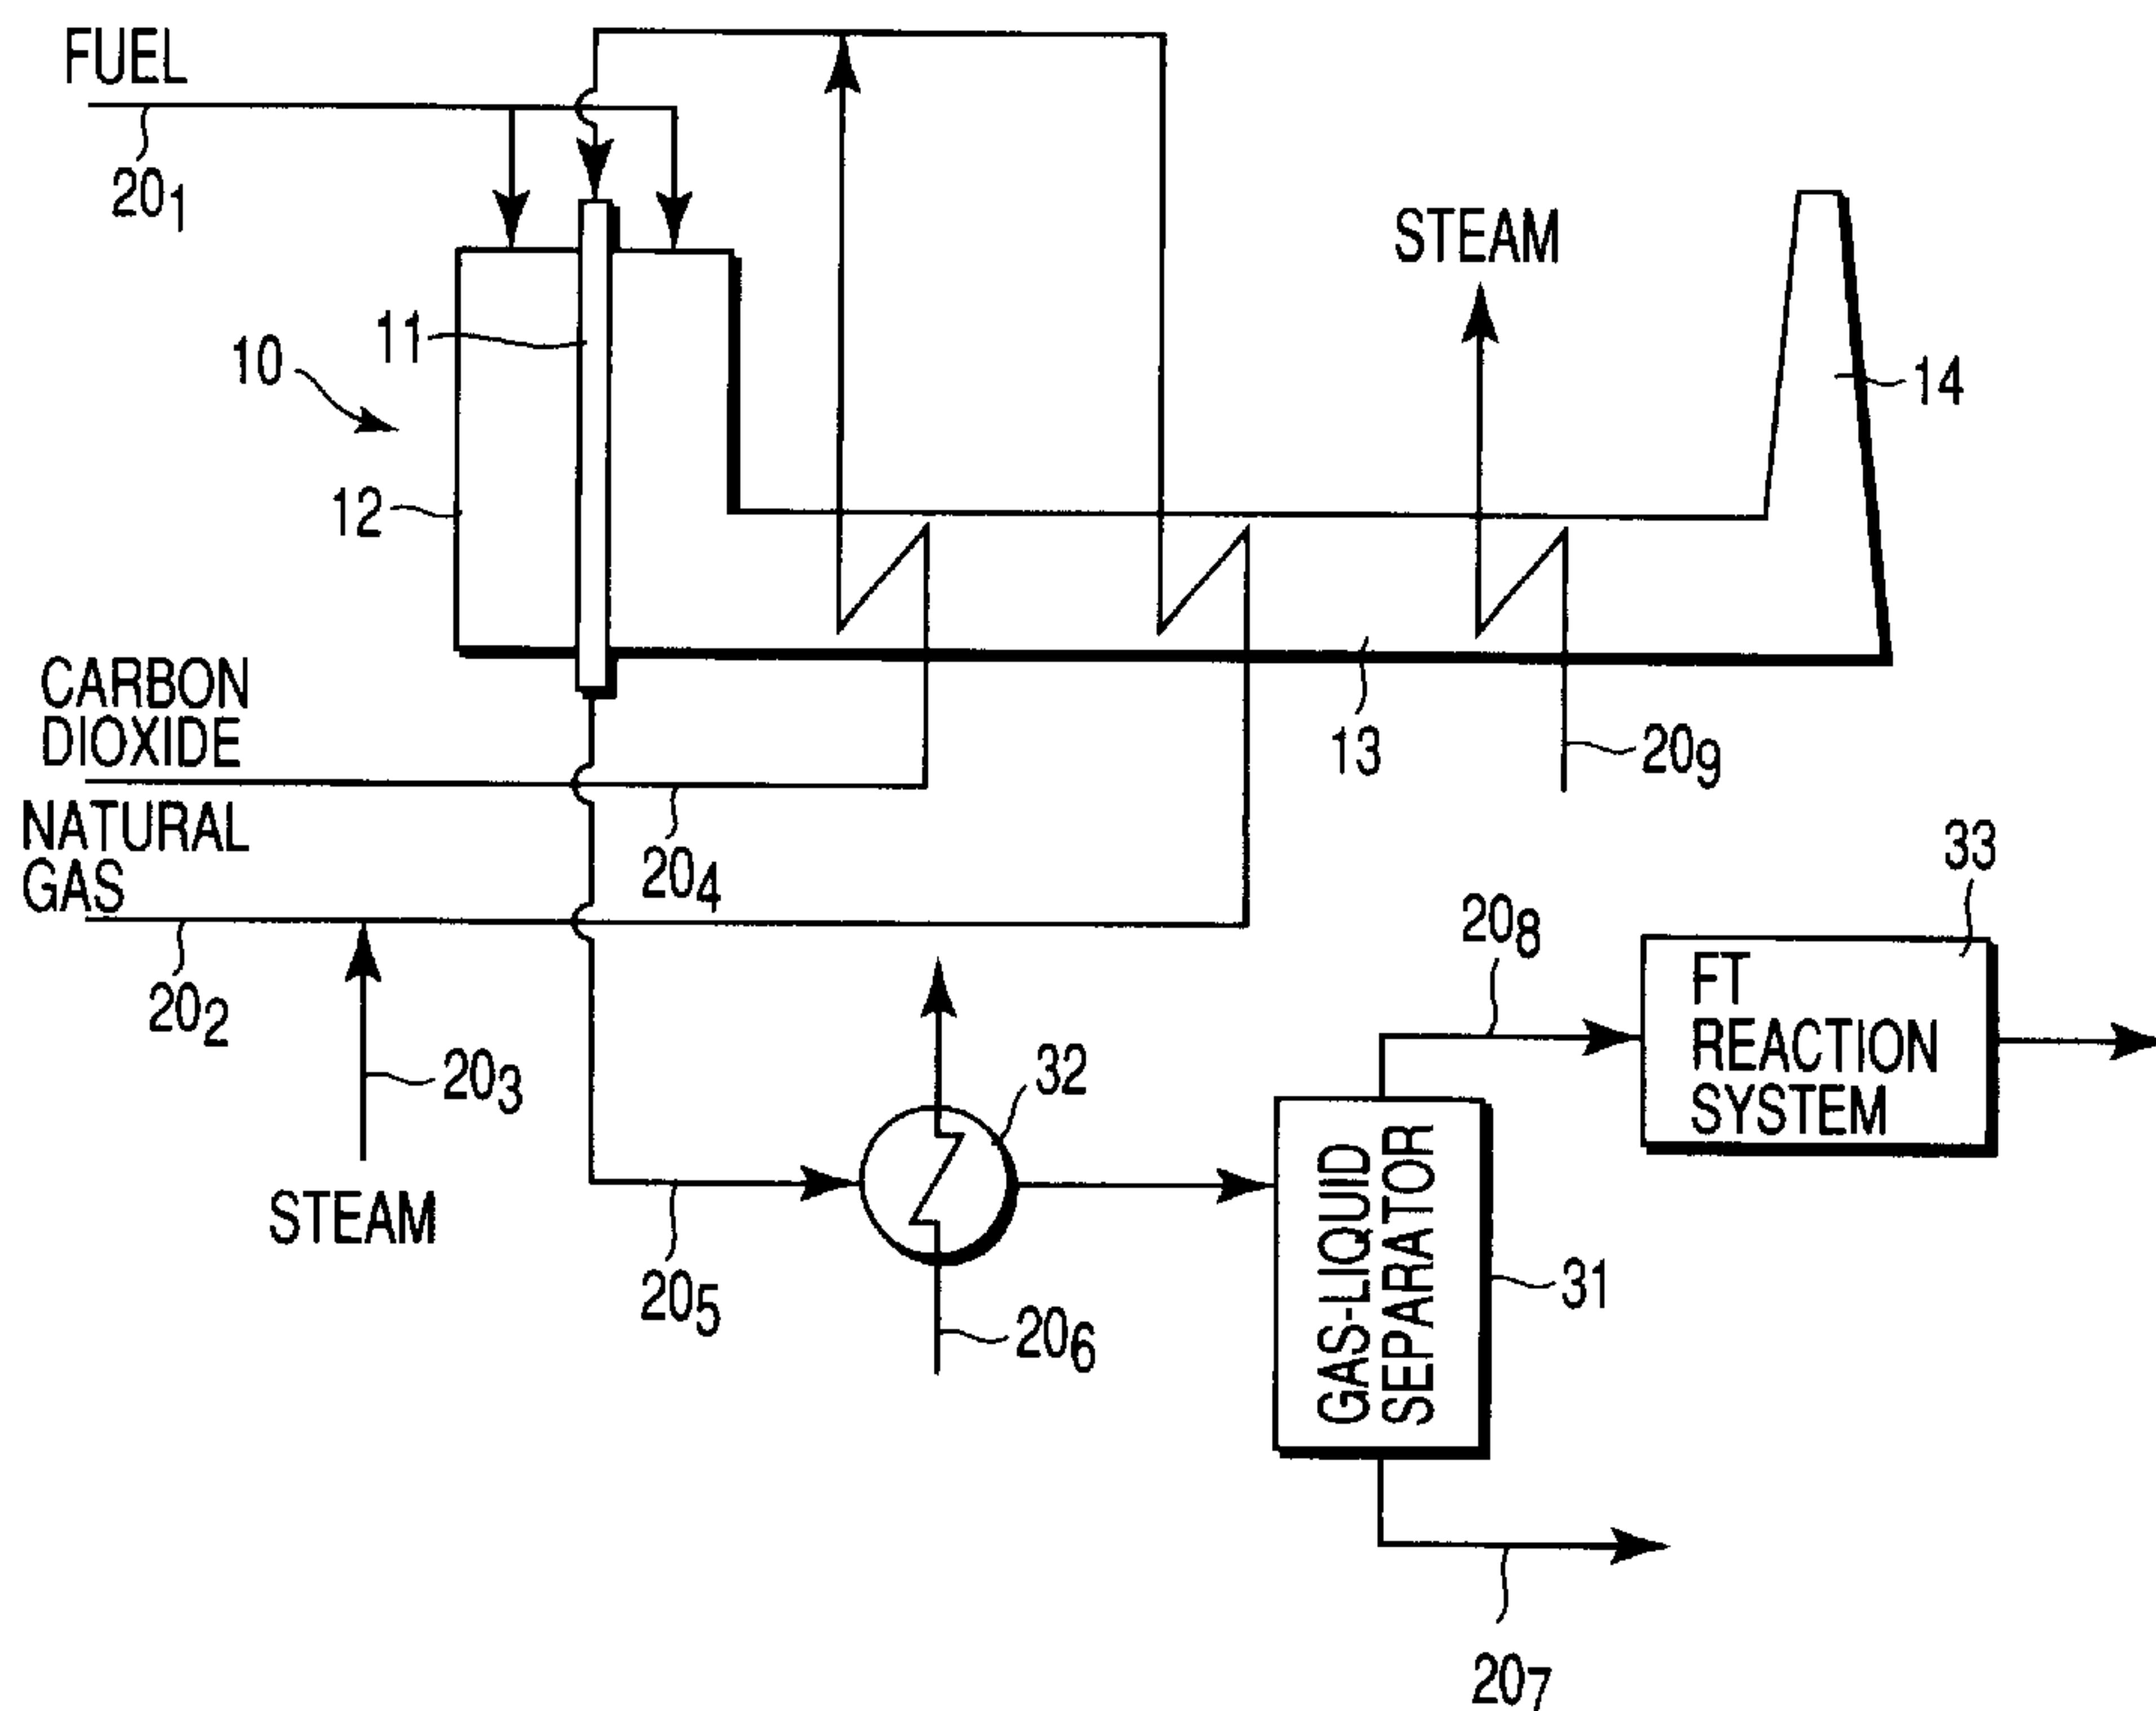 FUEL
20₁
STEAM
11
10
14
12
CARBON
DIOXIDE
13
20₉
NATURAL
GAS
20₄
33
20₈
20₂
FT
REACTION
SYSTEM
20₃
32
STEAM
GAS-LIQUID
SEPARATOR
31
20₅
20₆
20₇